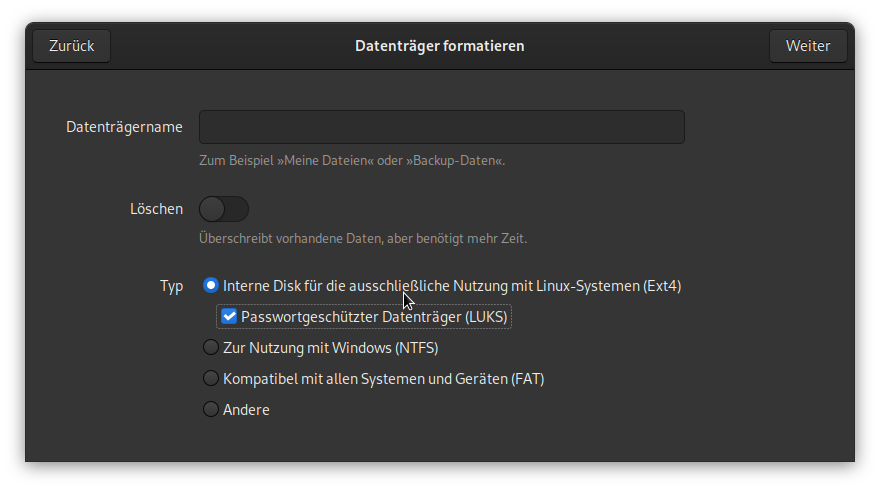 Zurück
Datenträger formatieren
Weiter
Datenträgername
Zum Beispiel »Meine Dateien« oder »Backup-Daten«.
Löschen
Überschreibt vorhandene Daten, aber benötigt mehr Zeit.
Typ
Interne Disk für die ausschließliche Nutzung mit Linux-Systemen (Ext4)
Passwortgeschützter Datenträger (LUKS)
Zur Nutzung mit Windows (NTFS)
Kompatibel mit allen Systemen und Geräten (FAT)
Andere